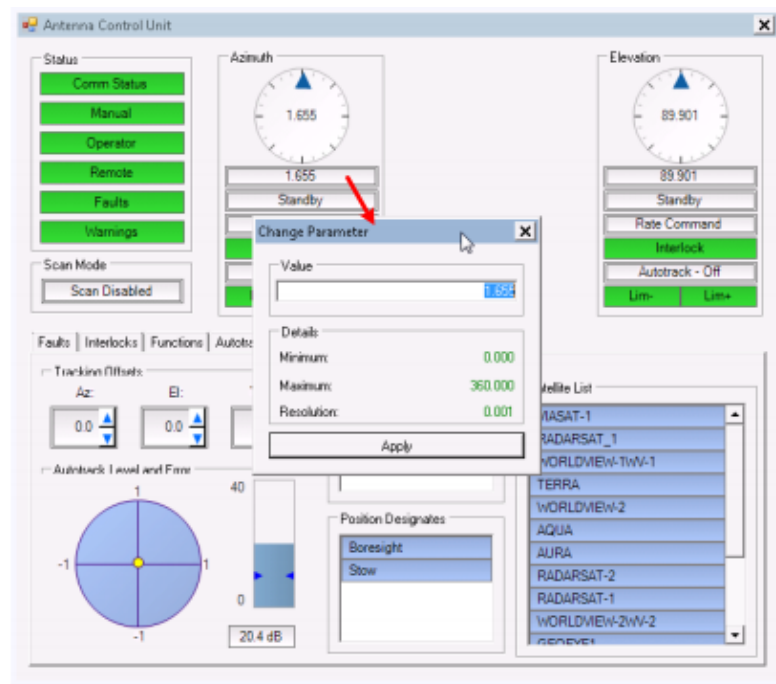 Antenna Control Unit
Status
Comm Status
Manual
Operator
Remote
Faults
Warnings
Scan Mode
Scan Disabled
Azimuth
1.655
1.655
Standby
Elevation
89.901
89.901
Standby
Rate Command
Interlock
Autotrack - Off
Lim- Lim+
Change Parameter
Value
1.655
Details
Minimum: 0.000
Maximum: 360.000
Resolution: 0.001
Apply
Faults Interlocks Functions
Tracking Offsets
Az: El:
0.0 0.0
Autotrack Level and Error
1
-1 1
-1
40
0
20.4 dB
Position Designates
Boresight
Stow
VIASAT-1
RADARSAT_1
WORLDVIEW-1WV-1
TERRA
WORLDVIEW-2
AQUA
AURA
RADARSAT-2
RADARSAT-1
WORLDVIEW-2WV-2
GEOEYE1